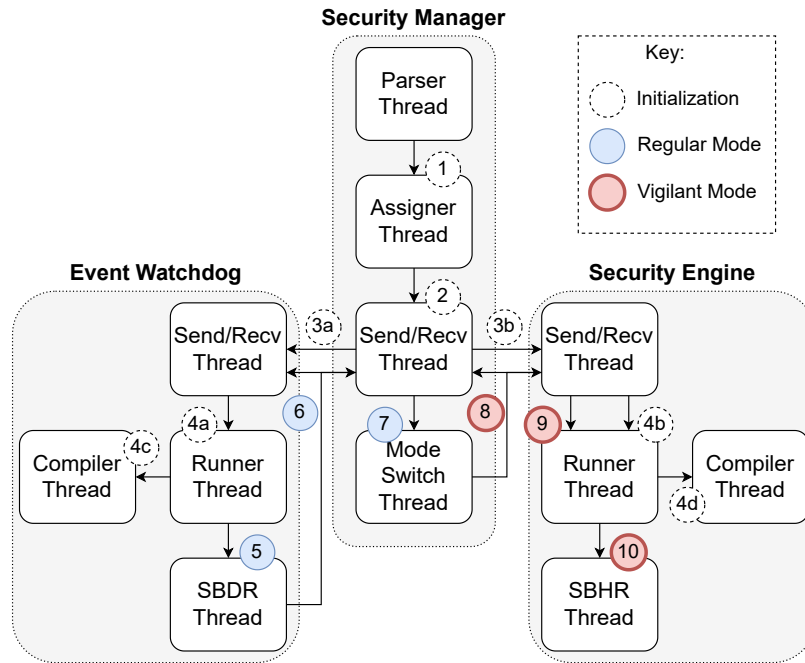 Security Manager
Key:
Initialization
Regular Mode
Vigilant Mode
Parser
Thread
1
Assigner
Thread
2
Event Watchdog
Security Engine
Send/Recv
Thread
3a
Send/Recv
Thread
3b
Send/Recv
Thread
6
7
8
9
4a
4b
4c
Compiler
Thread
Runner
Thread
Mode
Switch
Thread
Runner
Thread
4d
Compiler
Thread
5
SBDR
Thread
10
SBHR
Thread